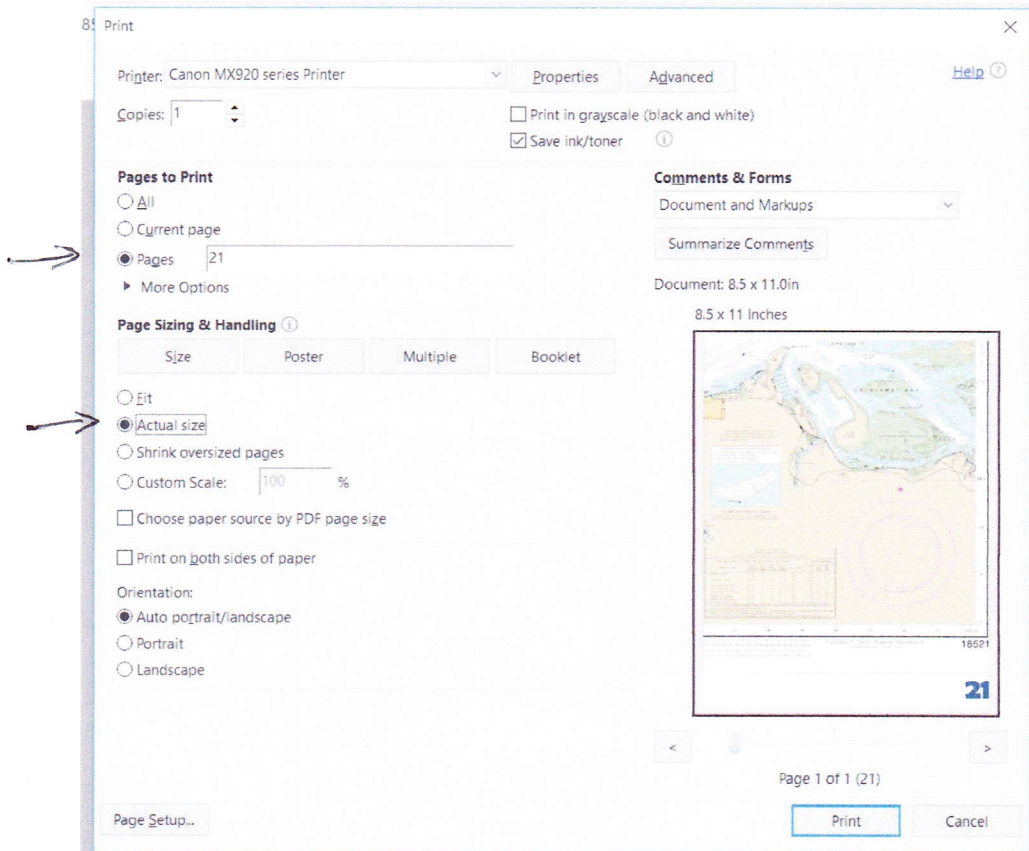 85
Print
Printer: Canon MX920 series Printer
Properties
Advanced
Help
Copies: 1
Print in grayscale (black and white)
Save ink/toner
Pages to Print
All
Current page
Pages 21
More Options
Comments & Forms
Document and Markups
Summarize Comments
Document: 8.5 x 11.0in
8.5 x 11 Inches
Page Sizing & Handling
Size
Poster
Multiple
Booklet
Fit
Actual size
Shrink oversized pages
Custom Scale: 100 %
Choose paper source by PDF page size
Print on both sides of paper
Orientation:
Auto portrait/landscape
Portrait
Landscape
21
<
>
Page 1 of 1 (21)
Page Setup...
Print
Cancel